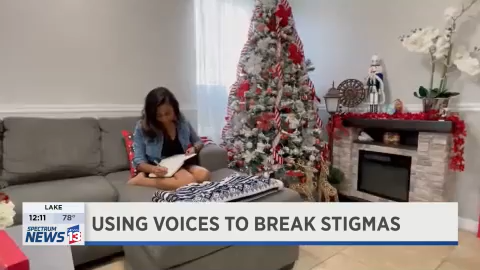 LAKE
12:11 78°
SPECTRUM
NEWS 13
USING VOICES TO BREAK STIGMAS